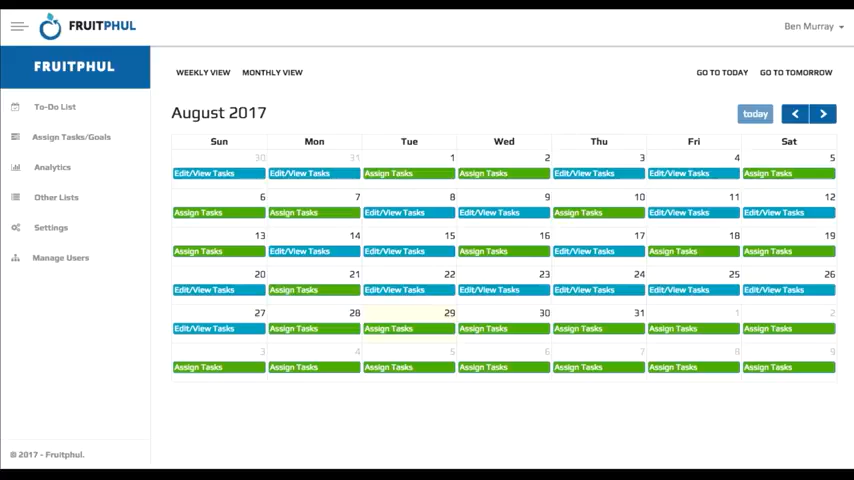 FRUITPHUL
Ben Murray
FRUITPHUL
To-Do List
Assign Tasks/Goals
Analytics
Other Lists
Settings
Manage Users
© 2017 - Fruitphul.
WEEKLY VIEW MONTHLY VIEW GO TO TODAY GO TO TOMORROW
August 2017 today
Sun Mon Tue Wed Thu Fri Sat
30 31 1 2 3 4 5
Edit/View Tasks Edit/View Tasks Assign Tasks Assign Tasks Edit/View Tasks Edit/View Tasks Assign Tasks
6 7 8 9 10 11 12
Assign Tasks Assign Tasks Edit/View Tasks Edit/View Tasks Assign Tasks Edit/View Tasks Edit/View Tasks
13 14 15 16 17 18 19
Assign Tasks Edit/View Tasks Edit/View Tasks Assign Tasks Edit/View Tasks Assign Tasks Assign Tasks
20 21 22 23 24 25 26
Edit/View Tasks Assign Tasks Edit/View Tasks Edit/View Tasks Edit/View Tasks Edit/View Tasks Edit/View Tasks
27 28 29 30 31 1 2
Edit/View Tasks Assign Tasks Assign Tasks Assign Tasks Assign Tasks Assign Tasks Assign Tasks
3 4 5 6 7 8 9
Assign Tasks Assign Tasks Assign Tasks Assign Tasks Assign Tasks Assign Tasks Assign Tasks